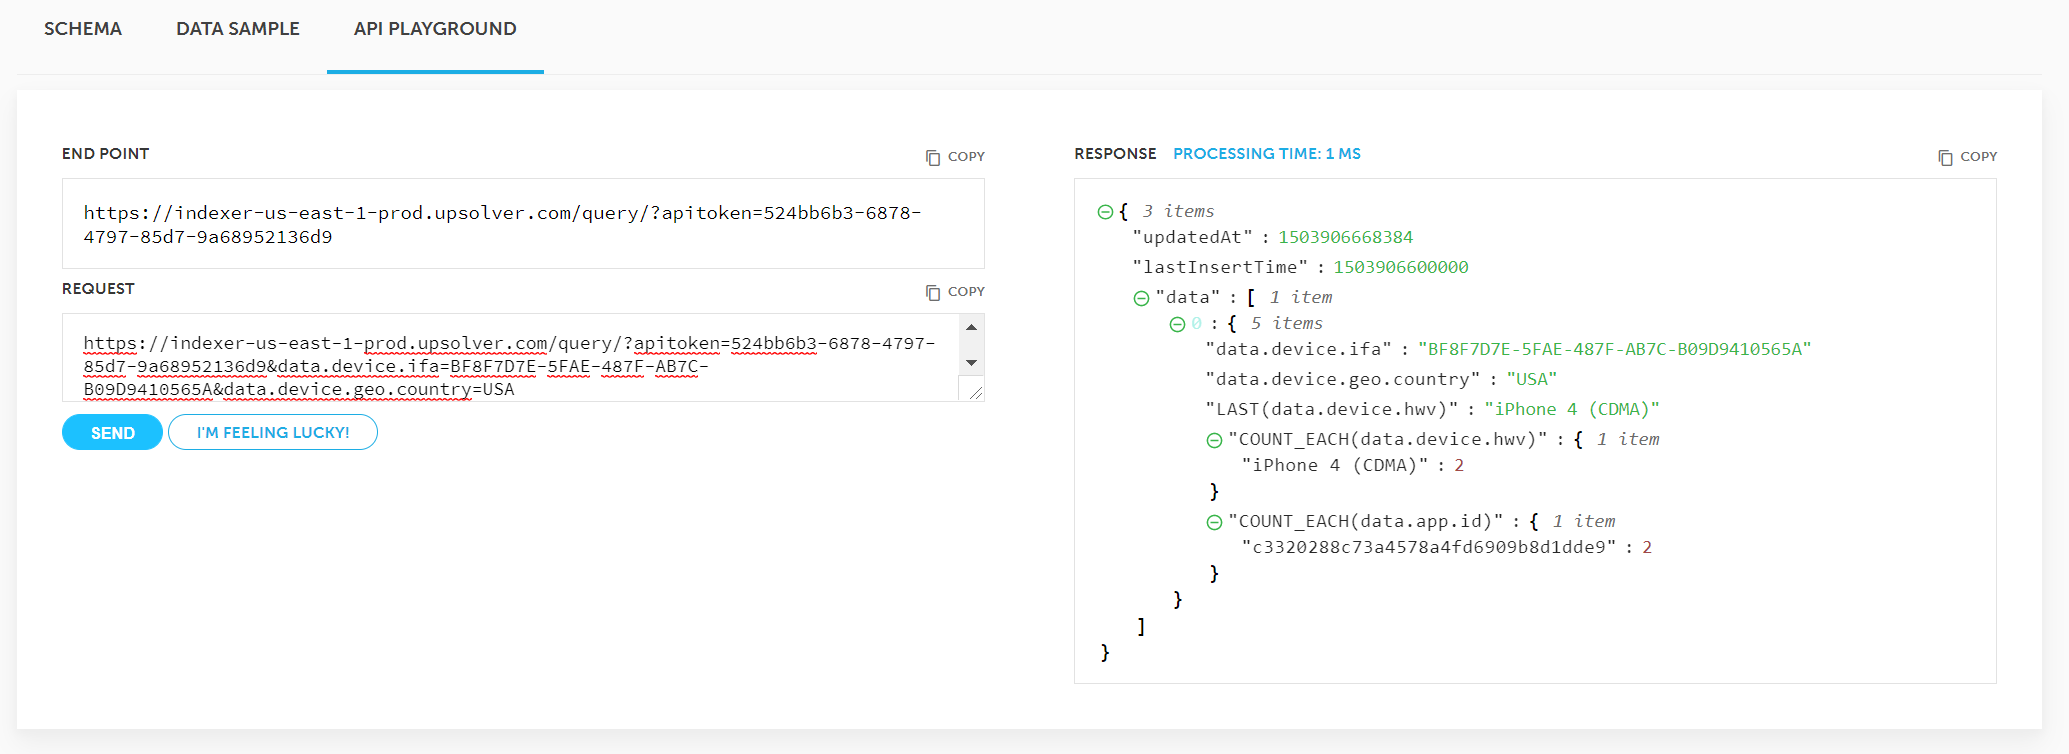 SCHEMA DATA SAMPLE API PLAYGROUND
END POINT COPY
https://indexer-us-east-1-prod.upsolver.com/query/?apitoken=524bb6b3-6878-
4797-85d7-9a68952136d9
REQUEST COPY
https://indexer-us-east-1-prod.upsolver.com/query/?apitoken=524bb6b3-6878-4797-
85d7-9a68952136d9&data.device.ifa=BF8F7D7E-5FAE-487F-AB7C-
B09D9410565A&data.device.geo.country=USA
SEND I'M FEELING LUCKY!
RESPONSE PROCESSING TIME: 1 MS COPY
{ 3 items
"updatedAt" : 1503906668384
"lastInsertTime" : 1503906600000
"data" : [ 1 item
0 : { 5 items
"data.device.ifa" : "BF8F7D7E-5FAE-487F-AB7C-B09D9410565A"
"data.device.geo.country" : "USA"
"LAST(data.device.hwv)" : "iPhone 4 (CDMA)"
"COUNT_EACH(data.device.hwv)" : { 1 item
"iPhone 4 (CDMA)" : 2
}
"COUNT_EACH(data.app.id)" : { 1 item
"c3320288c73a4578a4fd6909b8d1dde9" : 2
}
}
]
}